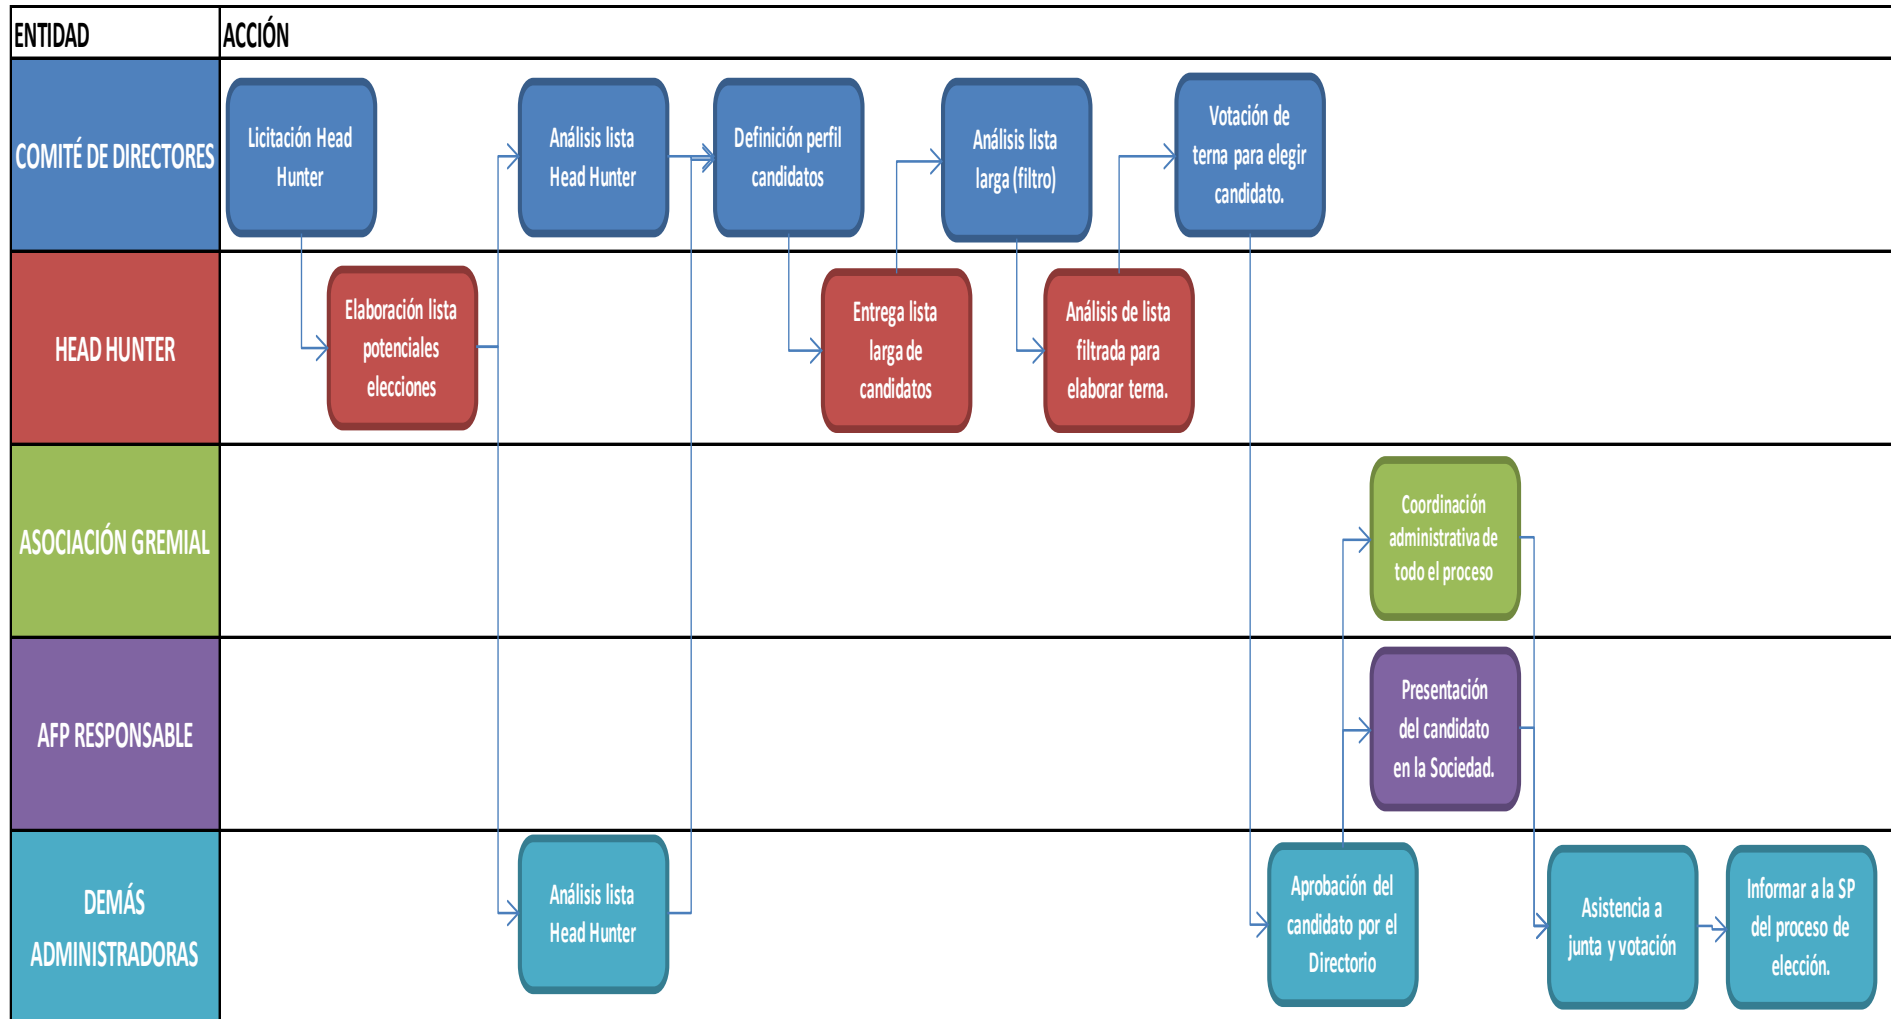 ENTIDAD
ACCIÓN
COMITÉ DE DIRECTORES
Licitación Head
Hunter
Análisis lista
Head Hunter
Definición perfil
candidatos
Análisis lista
larga (filtro)
Votación de
terna para elegir
candidato.
HEAD HUNTER
Elaboración lista
potenciales
elecciones
Entrega lista
larga de
candidatos
Análisis de lista
filtrada para
elaborar terna.
ASOCIACIÓN GREMIAL
Coordinación
administrativa de
todo el proceso
AFP RESPONSABLE
Presentación
del candidato
en la Sociedad.
DEMÁS
ADMINISTRADORAS
Análisis lista
Head Hunter
Aprobación del
candidato por el
Directorio
Asistencia a
junta y votación
Informar a la SP
del proceso de
elección.